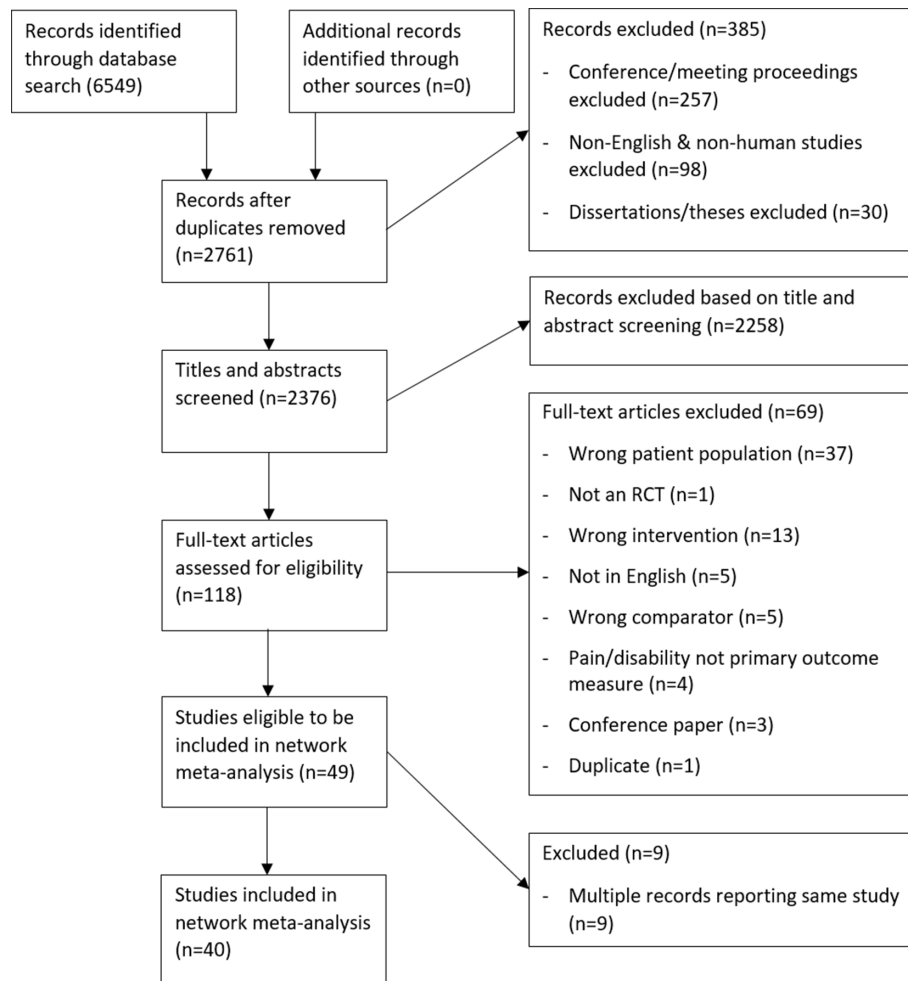 Records identified
through database
search (6549)
Additional records
identified through
other sources (n=0)
Records excluded (n=385)
- Conference/meeting proceedings
excluded (n=257)
- Non-English & non-human studies
excluded (n=98)
- Dissertations/theses excluded (n=30)
Records after
duplicates removed
(n=2761)
Records excluded based on title and
abstract screening (n=2258)
Titles and abstracts
screened (n=2376)
Full-text articles excluded (n=69)
- Wrong patient population (n=37)
- Not an RCT (n=1)
- Wrong intervention (n=13)
- Not in English (n=5)
- Wrong comparator (n=5)
- Pain/disability not primary outcome
measure (n=4)
- Conference paper (n=3)
- Duplicate (n=1)
Full-text articles
assessed for eligibility
(n=118)
Studies eligible to be
included in network
meta-analysis (n=49)
Excluded (n=9)
- Multiple records reporting same study
(n=9)
Studies included in
network meta-analysis
(n=40)